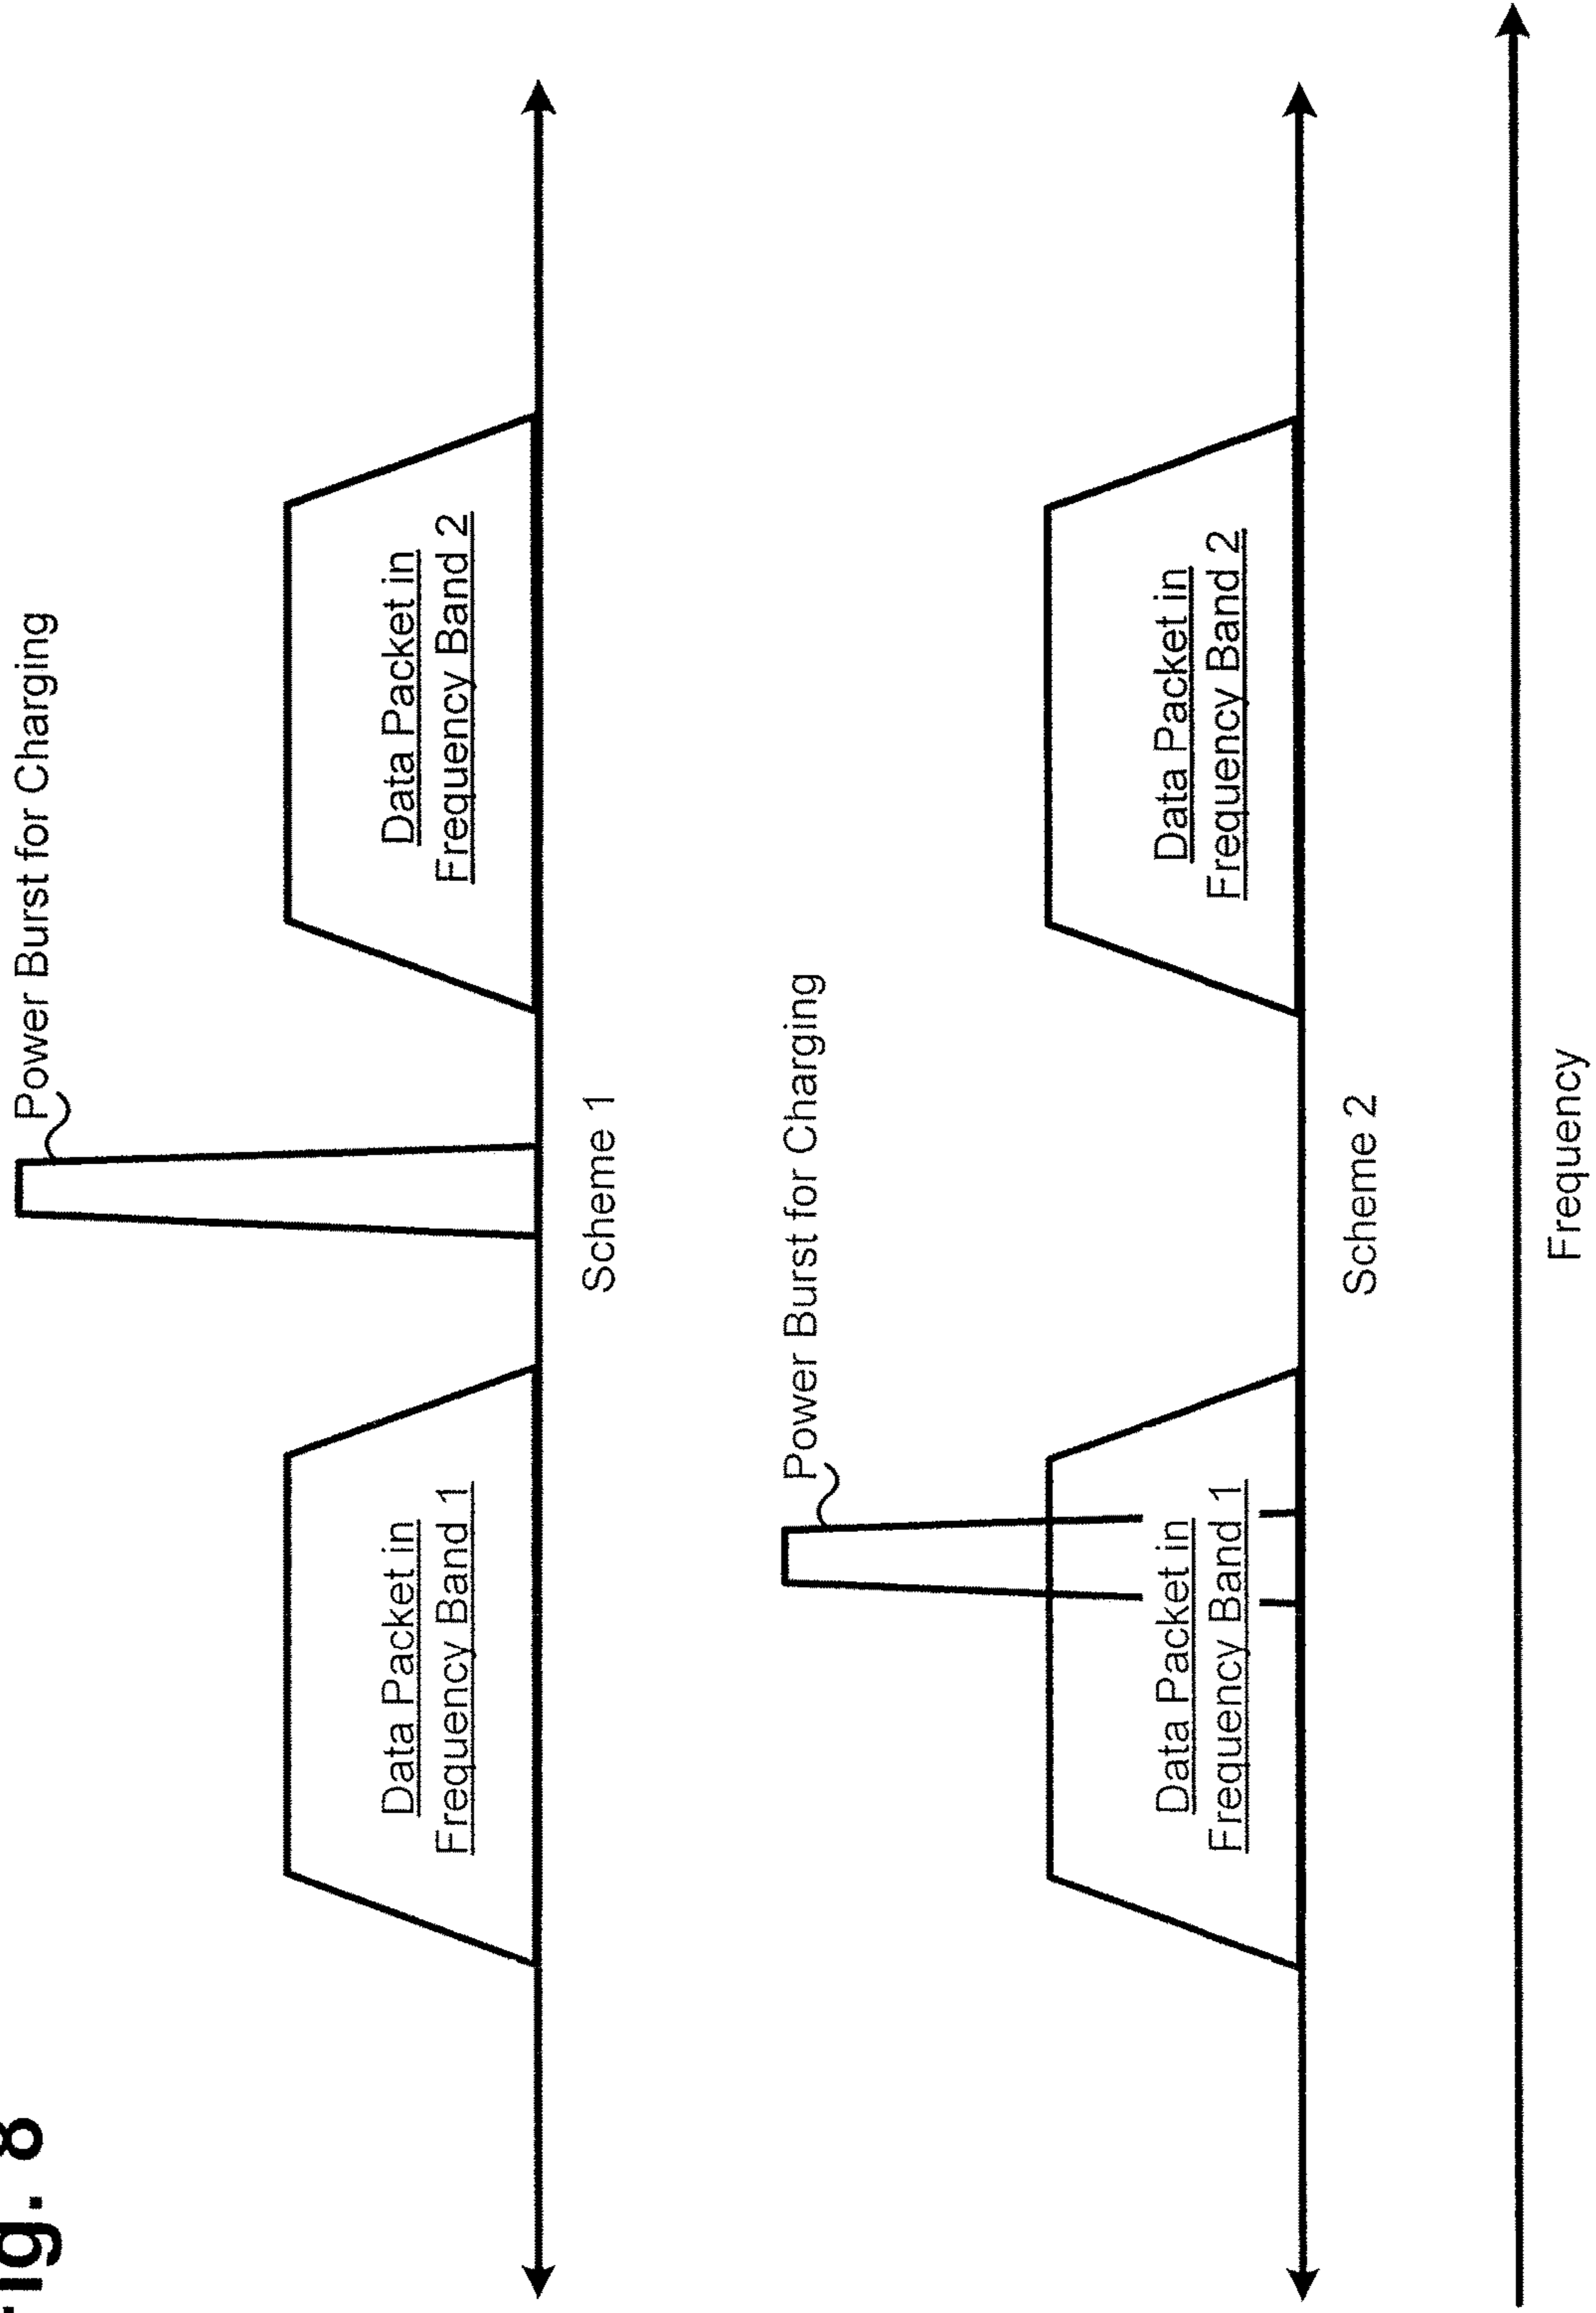 Fig. 8
Power Burst for Charging
Data Packet in
Frequency Band 1
Data Packet in
Frequency Band 2
Scheme 1
Power Burst for Charging
Data Packet in
Frequency Band 1
Data Packet in
Frequency Band 2
Scheme 2
Frequency